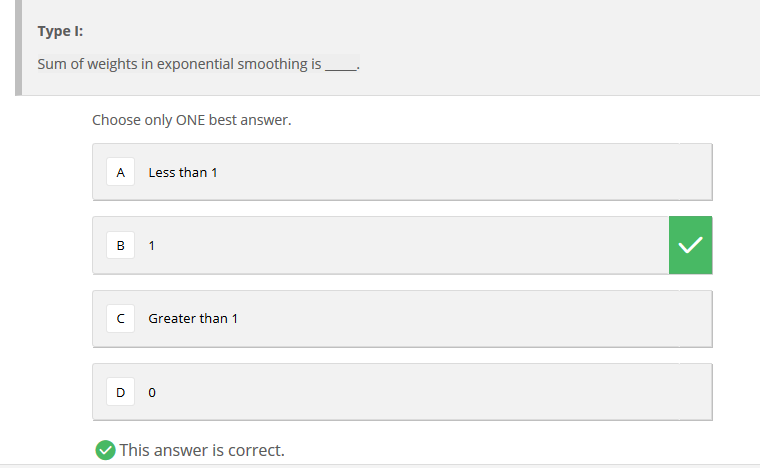 Type I:
Sum of weights in exponential smoothing is _____.
Choose only ONE best answer.
A Less than 1
B 1
C Greater than 1
D 0
This answer is correct.